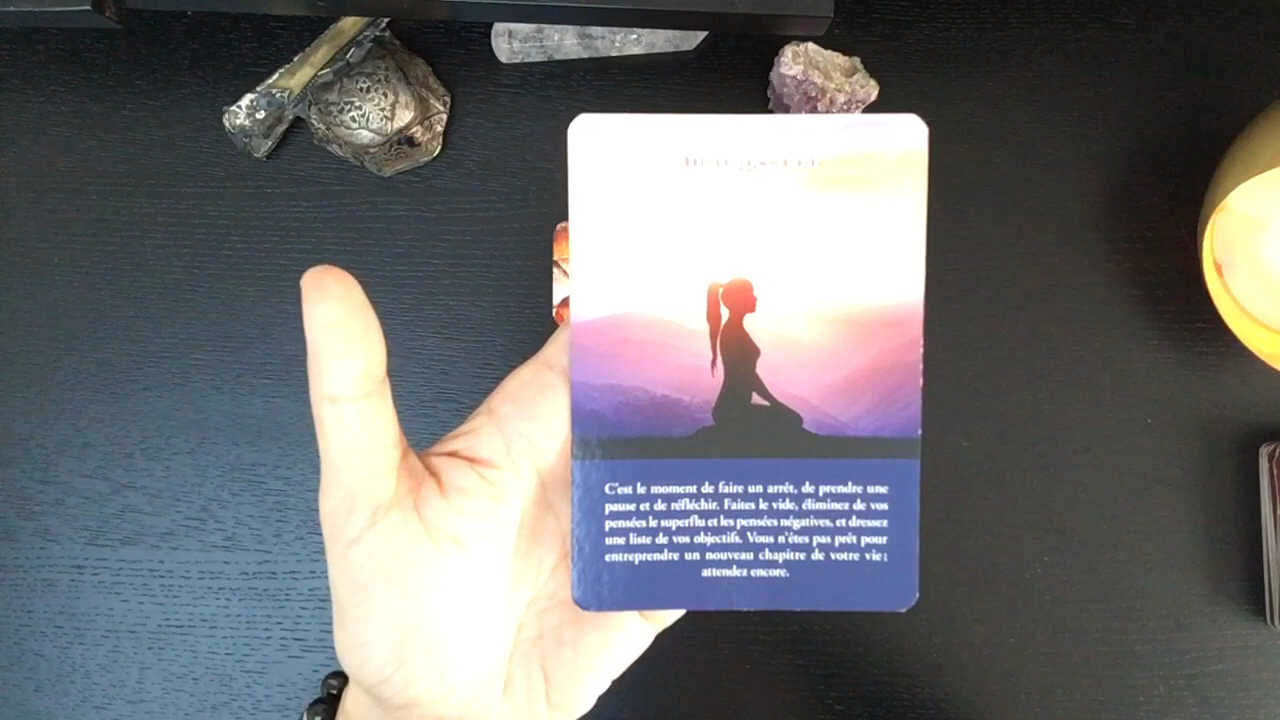 C'est le moment de faire un arrêt, de prendre une
pause et de réfléchir. Faites le vide, éliminez de vos
pensées le superflu et les pensées négatives, et dressez
une liste de vos objectifs. Vous n'êtes pas prêt pour
entreprendre un nouveau chapitre de votre vie;
attendez encore.